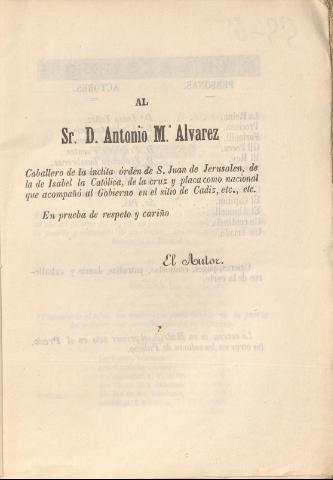 AL
Sr. D. Antonio M.ª Alvarez
Caballero de la ínclita órden de S. Juan de Jerusalen, de
la de Isabel la Católica, de la cruz y placa como nacional
que acompañó al Gobierno en el sitio de Cadiz, etc., etc.
En prueba de respeto y cariño
El Autor.